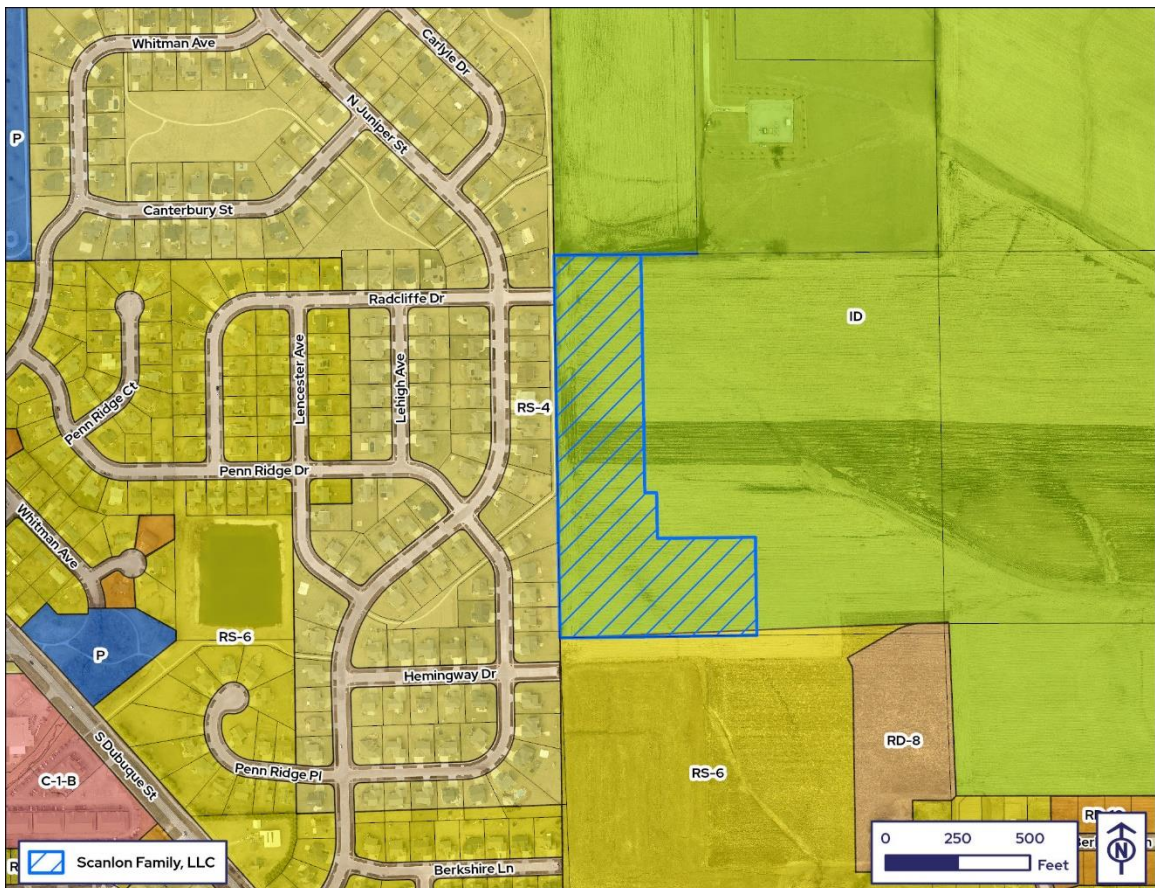 Whitman Ave
Carlyle Dr
P
N Juniper St
Canterbury St
Radcliffe Dr
ID
Lencester Ave
Lehigh Ave
RS-4
Penn Ridge Ct
Penn Ridge Dr
Whitman Ave
P
RS-6
Hemingway Dr
S Dubuque St
RD-8
C-1-B
Penn Ridge Pl
RS-6
Scanlon Family, LLC
Berkshire Ln
0 250 500
Feet
N